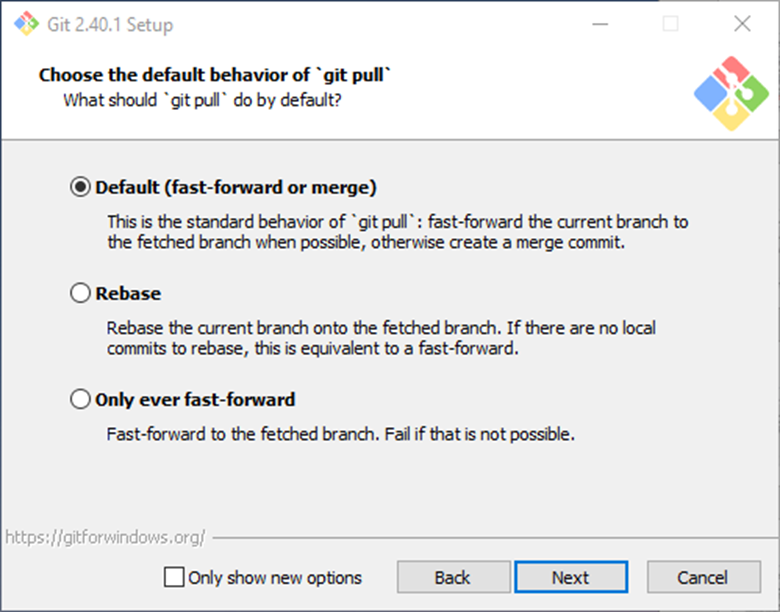 Git 2.40.1 Setup
Choose the default behavior of `git pull`
What should `git pull` do by default?
Default (fast-forward or merge)
This is the standard behavior of `git pull`: fast-forward the current branch to
the fetched branch when possible, otherwise create a merge commit.
Rebase
Rebase the current branch onto the fetched branch. If there are no local
commits to rebase, this is equivalent to a fast-forward.
Only ever fast-forward
Fast-forward to the fetched branch. Fail if that is not possible.
https://gitforwindows.org/
Only show new options
Back
Next
Cancel